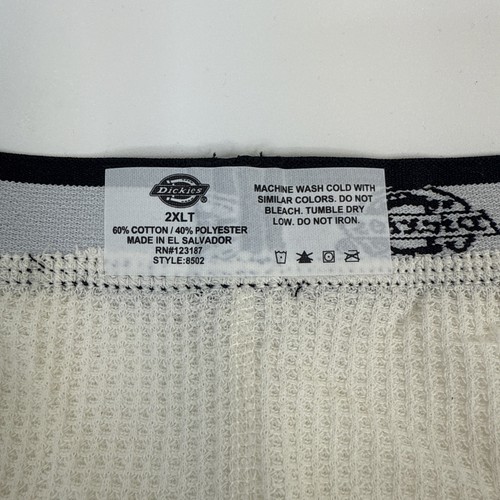 Dickies
2XLT
60% COTTON / 40% POLYESTER
MADE IN EL SALVADOR
RN#123187
STYLE:8502
MACHINE WASH COLD WITH
SIMILAR COLORS. DO NOT
BLEACH. TUMBLE DRY
LOW. DO NOT IRON.